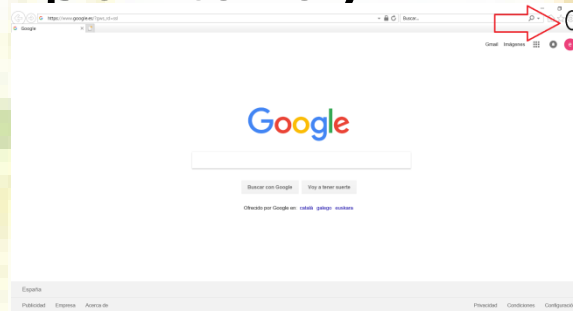 https://www.google.es/?gws_rd=ssl
Buscar...
Google
Gmail Imágenes
e
Google
Buscar con Google Voy a tener suerte
Ofrecido por Google en: català galego euskara
España
Publicidad Empresa Acerca de
Privacidad Condiciones